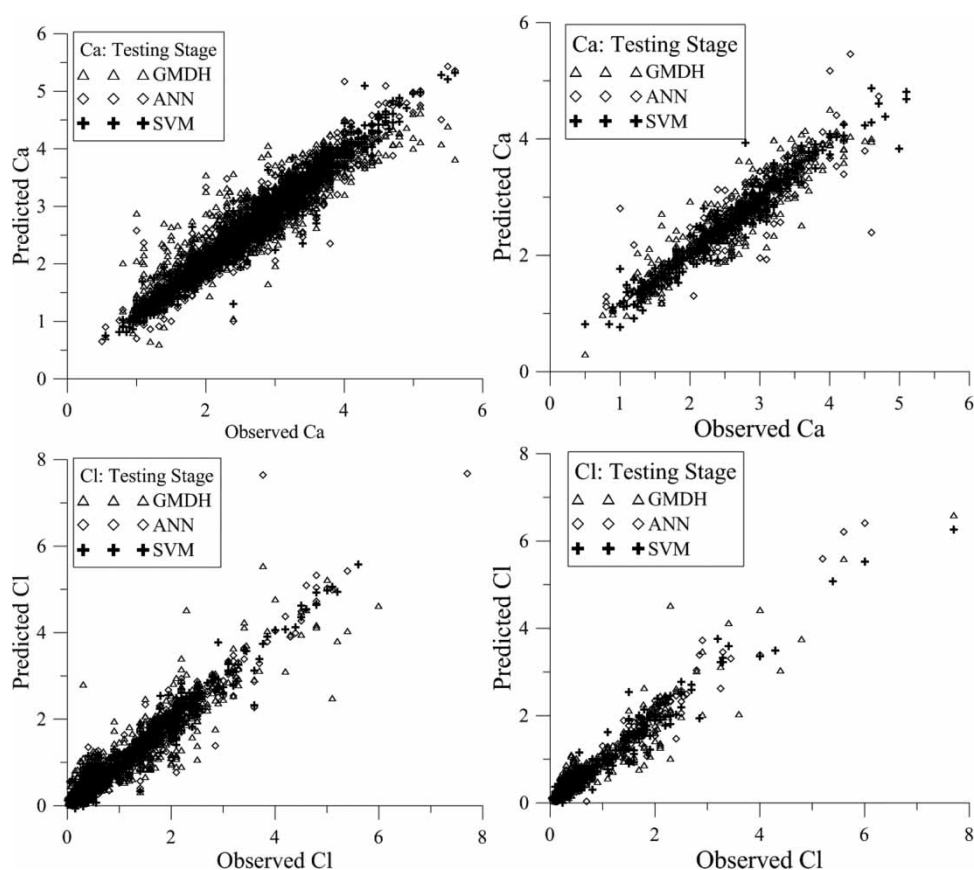 6
5
4
3
2
1
0
Predicted Ca
Ca: Testing Stage
GMDH
ANN
SVM
0
2
4
6
Observed Ca
6
4
2
0
Predicted Ca
Ca: Testing Stage
GMDH
ANN
SVM
0
1
2
3
4
5
6
Observed Ca
8
6
4
2
0
Predicted Cl
Cl: Testing Stage
GMDH
ANN
SVM
0
2
4
6
8
Observed Cl
8
6
4
2
0
Predicted Cl
Cl: Testing Stage
GMDH
ANN
SVM
0
2
4
6
8
Observed Cl